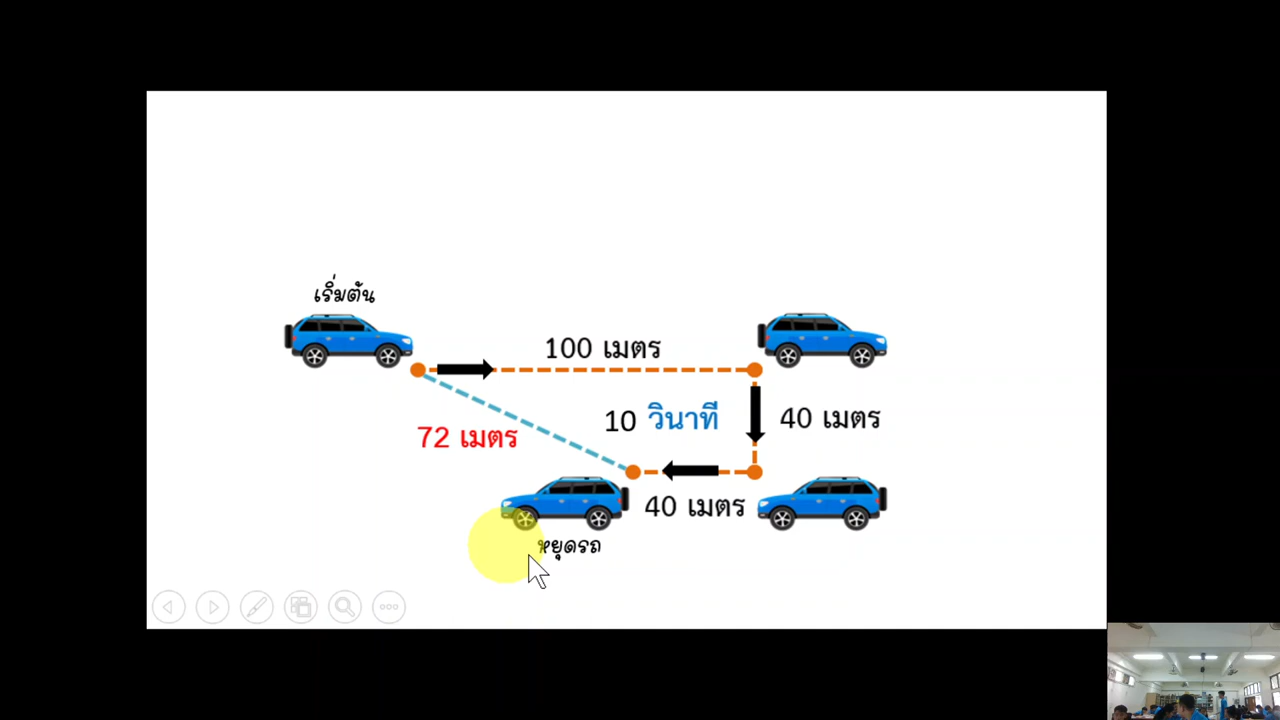 เริ่มต้น
100 เมตร
10 วินาที
40 เมตร
72 เมตร
40 เมตร
หยุดรถ